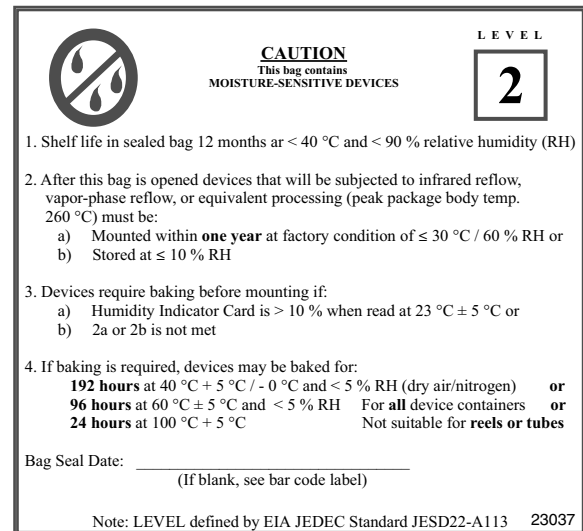 LEVEL
CAUTION
This bag contains
MOISTURE-SENSITIVE DEVICES
2
1. Shelf life in sealed bag 12 months ar < 40 °C and < 90 % relative humidity (RH)
2. After this bag is opened devices that will be subjected to infrared reflow,
vapor-phase reflow, or equivalent processing (peak package body temp.
260 °C) must be:
a) Mounted within one year at factory condition of ≤ 30 °C / 60 % RH or
b) Stored at ≤ 10 % RH
3. Devices require baking before mounting if:
a) Humidity Indicator Card is > 10 % when read at 23 °C ± 5 °C or
b) 2a or 2b is not met
4. If baking is required, devices may be baked for:
192 hours at 40 °C + 5 °C / - 0 °C and < 5 % RH (dry air/nitrogen) or
96 hours at 60 °C ± 5 °C and < 5 % RH For all device containers or
24 hours at 100 °C + 5 °C Not suitable for reels or tubes
Bag Seal Date: ____________________
(If blank, see bar code label)
Note: LEVEL defined by EIA JEDEC Standard JESD22-A113 23037